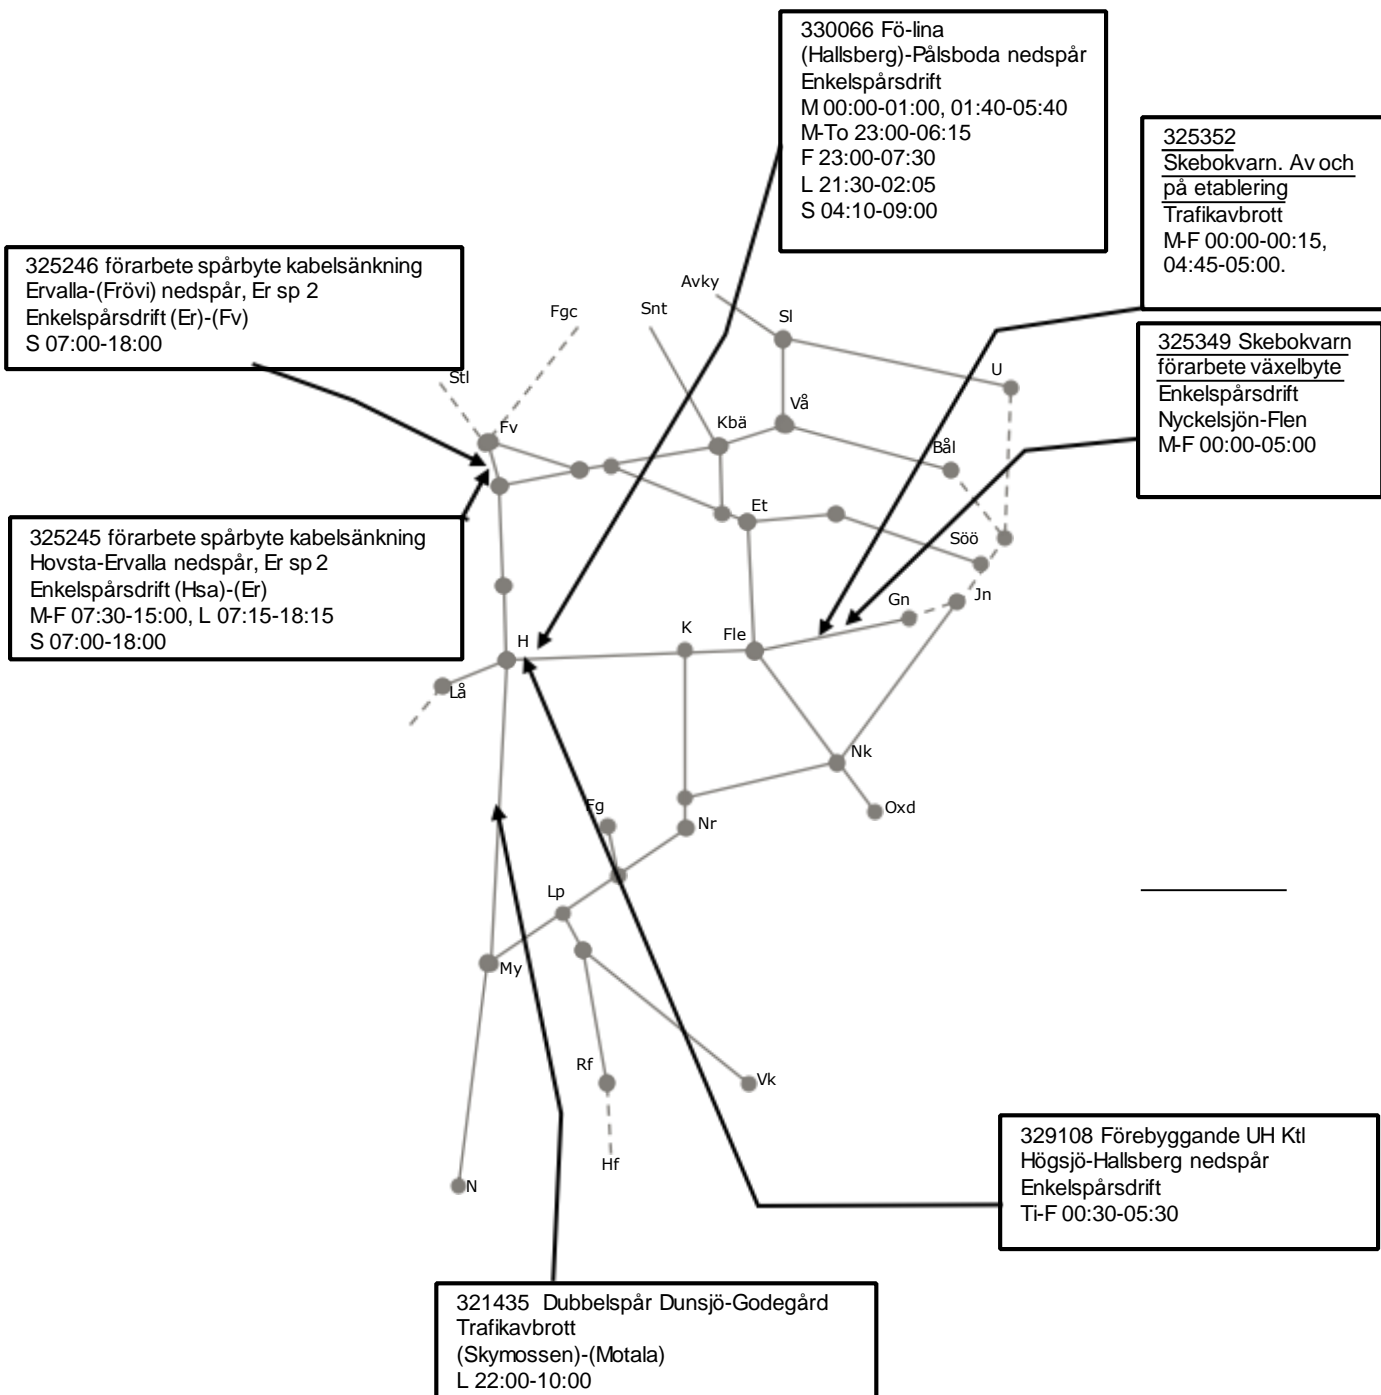 330066 Fö-lina
(Hallsberg)-Pålsboda nedspår
Enkelspårsdrift
M 00:00-01:00, 01:40-05:40
M-To 23:00-06:15
F 23:00-07:30
L 21:30-02:05
S 04:10-09:00
325352
Skebokvarn. Av och
på etablering
Trafikavbrott
M-F 00:00-00:15,
04:45-05:00.
325246 förarbete spårbyte kabelsänkning
Ervalla-(Frövi) nedspår, Er sp 2
Enkelspårsdrift (Er)-(Fv)
S 07:00-18:00
325349 Skebokvarn
förarbete växelbyte
Enkelspårsdrift
Nyckelsjön-Flen
M-F 00:00-05:00
325245 förarbete spårbyte kabelsänkning
Hovsta-Ervalla nedspår, Er sp 2
Enkelspårsdrift (Hsa)-(Er)
M-F 07:30-15:00, L 07:15-18:15
S 07:00-18:00
Avky
Fgc
Snt
Sl
Stl
U
Fv
Kbä
Vå
Bål
Et
Söö
Gn
Jn
H
K
Fle
Lå
Nk
Fg
Nr
Oxd
Lp
My
Rf
Vk
Hf
N
329108 Förebyggande UH Ktl
Högsjö-Hallsberg nedspår
Enkelspårsdrift
Ti-F 00:30-05:30
321435 Dubbelspår Dunsjö-Godegård
Trafikavbrott
(Skymossen)-(Motala)
L 22:00-10:00